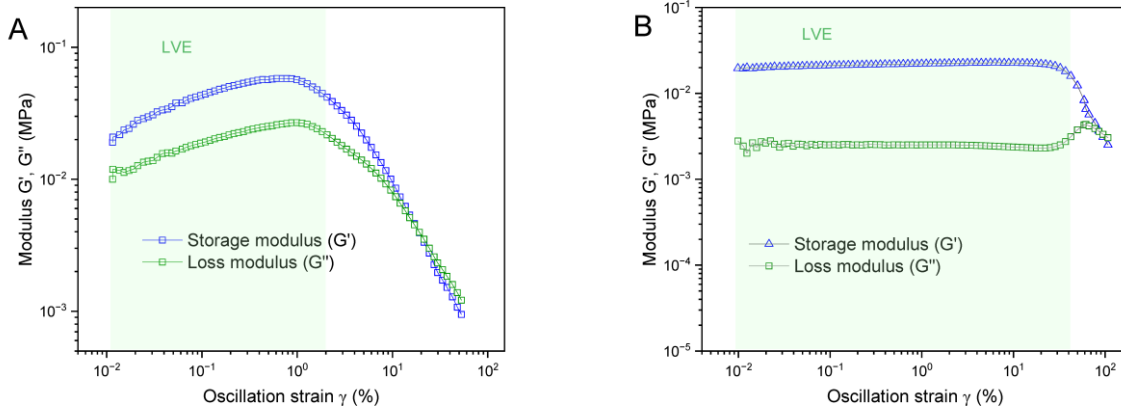 A
LVE
Modulus G', G'' (MPa)
10⁻¹
10⁻²
10⁻³
Storage modulus (G')
Loss modulus (G'')
10⁻² 10⁻¹ 10⁰ 10¹ 10²
Oscillation strain γ (%)
B
LVE
Modulus G', G'' (MPa)
10⁻¹
10⁻²
10⁻³
10⁻⁴
10⁻⁵
Storage modulus (G')
Loss modulus (G'')
10⁻² 10⁻¹ 10⁰ 10¹ 10²
Oscillation strain γ (%)